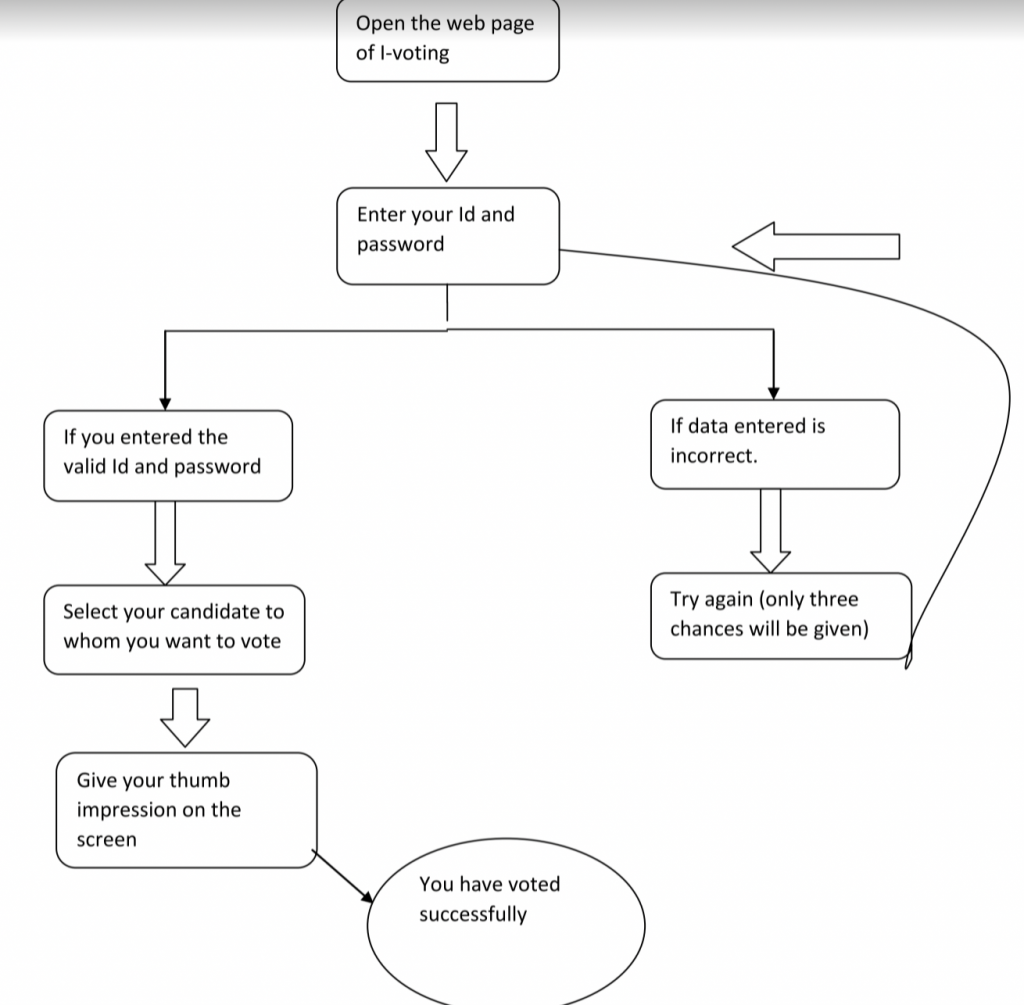 Open the web page
of I-voting
Enter your Id and
password
If you entered the
valid Id and password
If data entered is
incorrect.
Select your candidate to
whom you want to vote
Try again (only three
chances will be given)
Give your thumb
impression on the
screen
You have voted
successfully